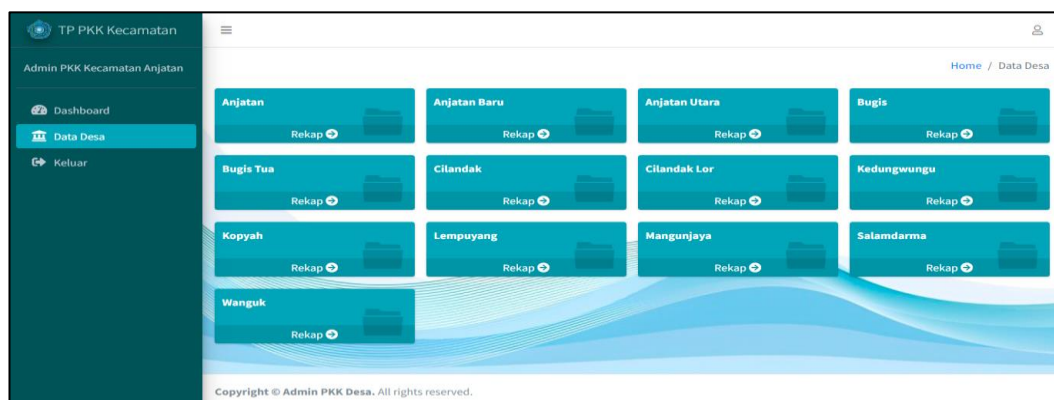 TP PKK Kecamatan
Admin PKK Kecamatan Anjatan
Dashboard
Data Desa
Keluar
Home / Data Desa
Anjatan
Rekap
Anjatan Baru
Rekap
Anjatan Utara
Rekap
Bugis
Rekap
Bugis Tua
Rekap
Cilandak
Rekap
Cilandak Lor
Rekap
Kedungwungu
Rekap
Kopyah
Rekap
Lempuyang
Rekap
Mangunjaya
Rekap
Salamdarma
Rekap
Wanguk
Rekap
Copyright © Admin PKK Desa. All rights reserved.